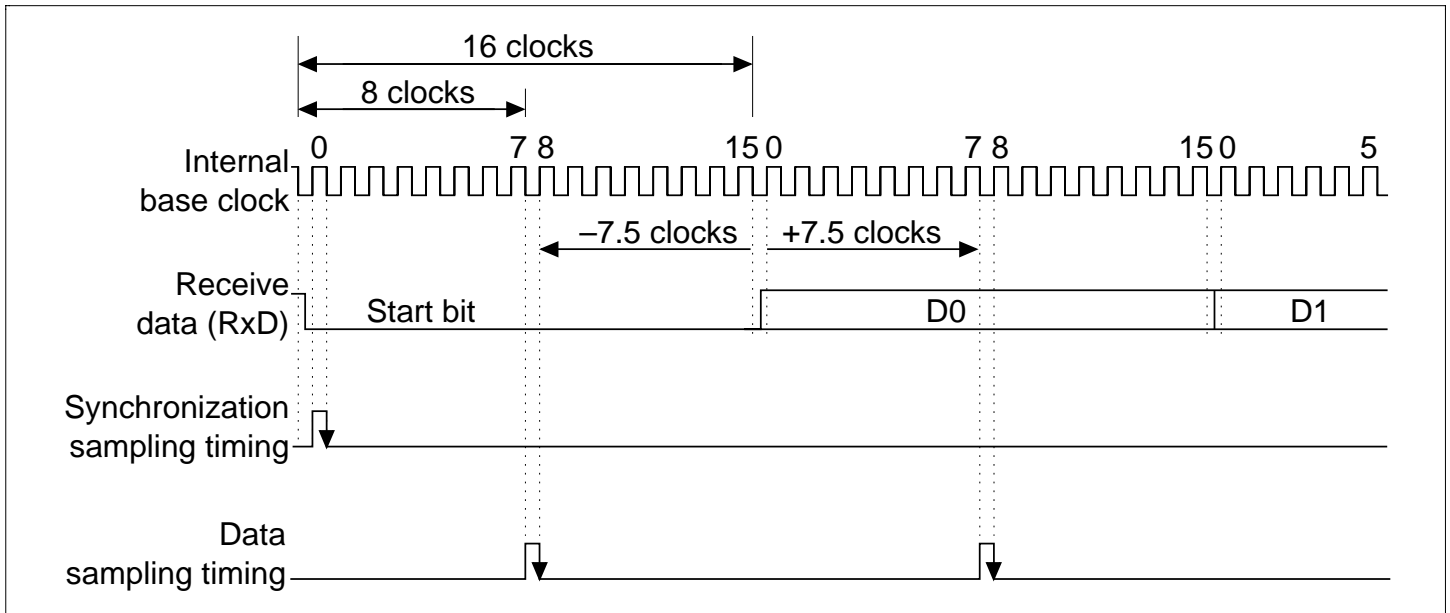 16 clocks
8 clocks
0 7 8 15 0 7 8 15 0 5
Internal
base clock
–7.5 clocks +7.5 clocks
Receive
data (RxD)
Start bit D0 D1
Synchronization
sampling timing
Data
sampling timing